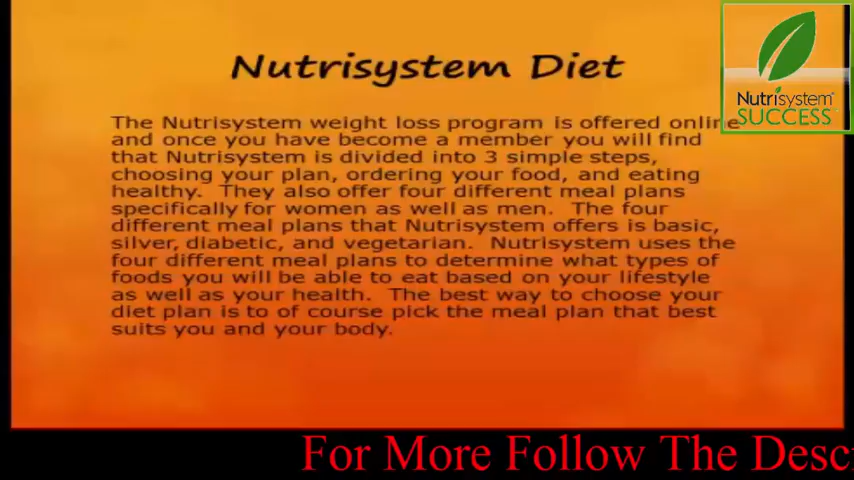 Nutrisystem Diet
Nutrisystem®
SUCCESS
The Nutrisystem weight loss program is offered online
and once you have become a member you will find
that Nutrisystem is divided into 3 simple steps,
choosing your plan, ordering your food, and eating
healthy. They also offer four different meal plans
specifically for women as well as men. The four
different meal plans that Nutrisystem offers is basic,
silver, diabetic, and vegetarian. Nutrisystem uses the
four different meal plans to determine what types of
foods you will be able to eat based on your lifestyle
as well as your health. The best way to choose your
diet plan is to of course pick the meal plan that best
suits you and your body.
For More Follow The Desc